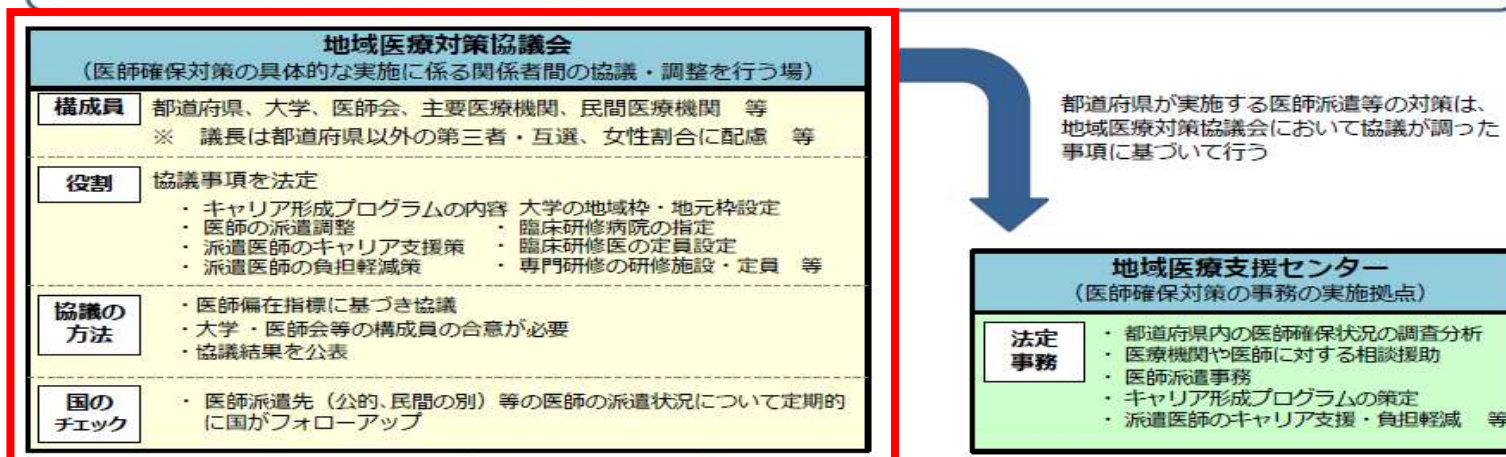 地域医療対策協議会
（医師確保対策の具体的な実施に係る関係者間の協議・調整を行う場）
構成員
都道府県、大学、医師会、主要医療機関、民間医療機関　等
※　議長は都道府県以外の第三者・互選、女性割合に配慮　等
役割
協議事項を法定
・ キャリア形成プログラムの内容 大学の地域枠・地元枠設定
・ 医師の派遣調整　・ 臨床研修病院の指定
・ 派遣医師のキャリア支援策　・ 臨床研修医の定員設定
・ 派遣医師の負担軽減策　・ 専門研修の研修施設・定員　等
協議の
方法
・医師偏在指標に基づき協議
・大学・医師会等の構成員の合意が必要
・協議結果を公表
国の
チェック
・ 医師派遣先（公的、民間の別）等の医師の派遣状況について定期的
に国がフォローアップ
都道府県が実施する医師派遣等の対策は、
地域医療対策協議会において協議が調った
事項に基づいて行う
地域医療支援センター
（医師確保対策の事務の実施拠点）
法定
事務
・ 都道府県内の医師確保状況の調査分析
・ 医療機関や医師に対する相談援助
・ 医師派遣事務
・ キャリア形成プログラムの策定
・ 派遣医師のキャリア支援・負担軽減　等